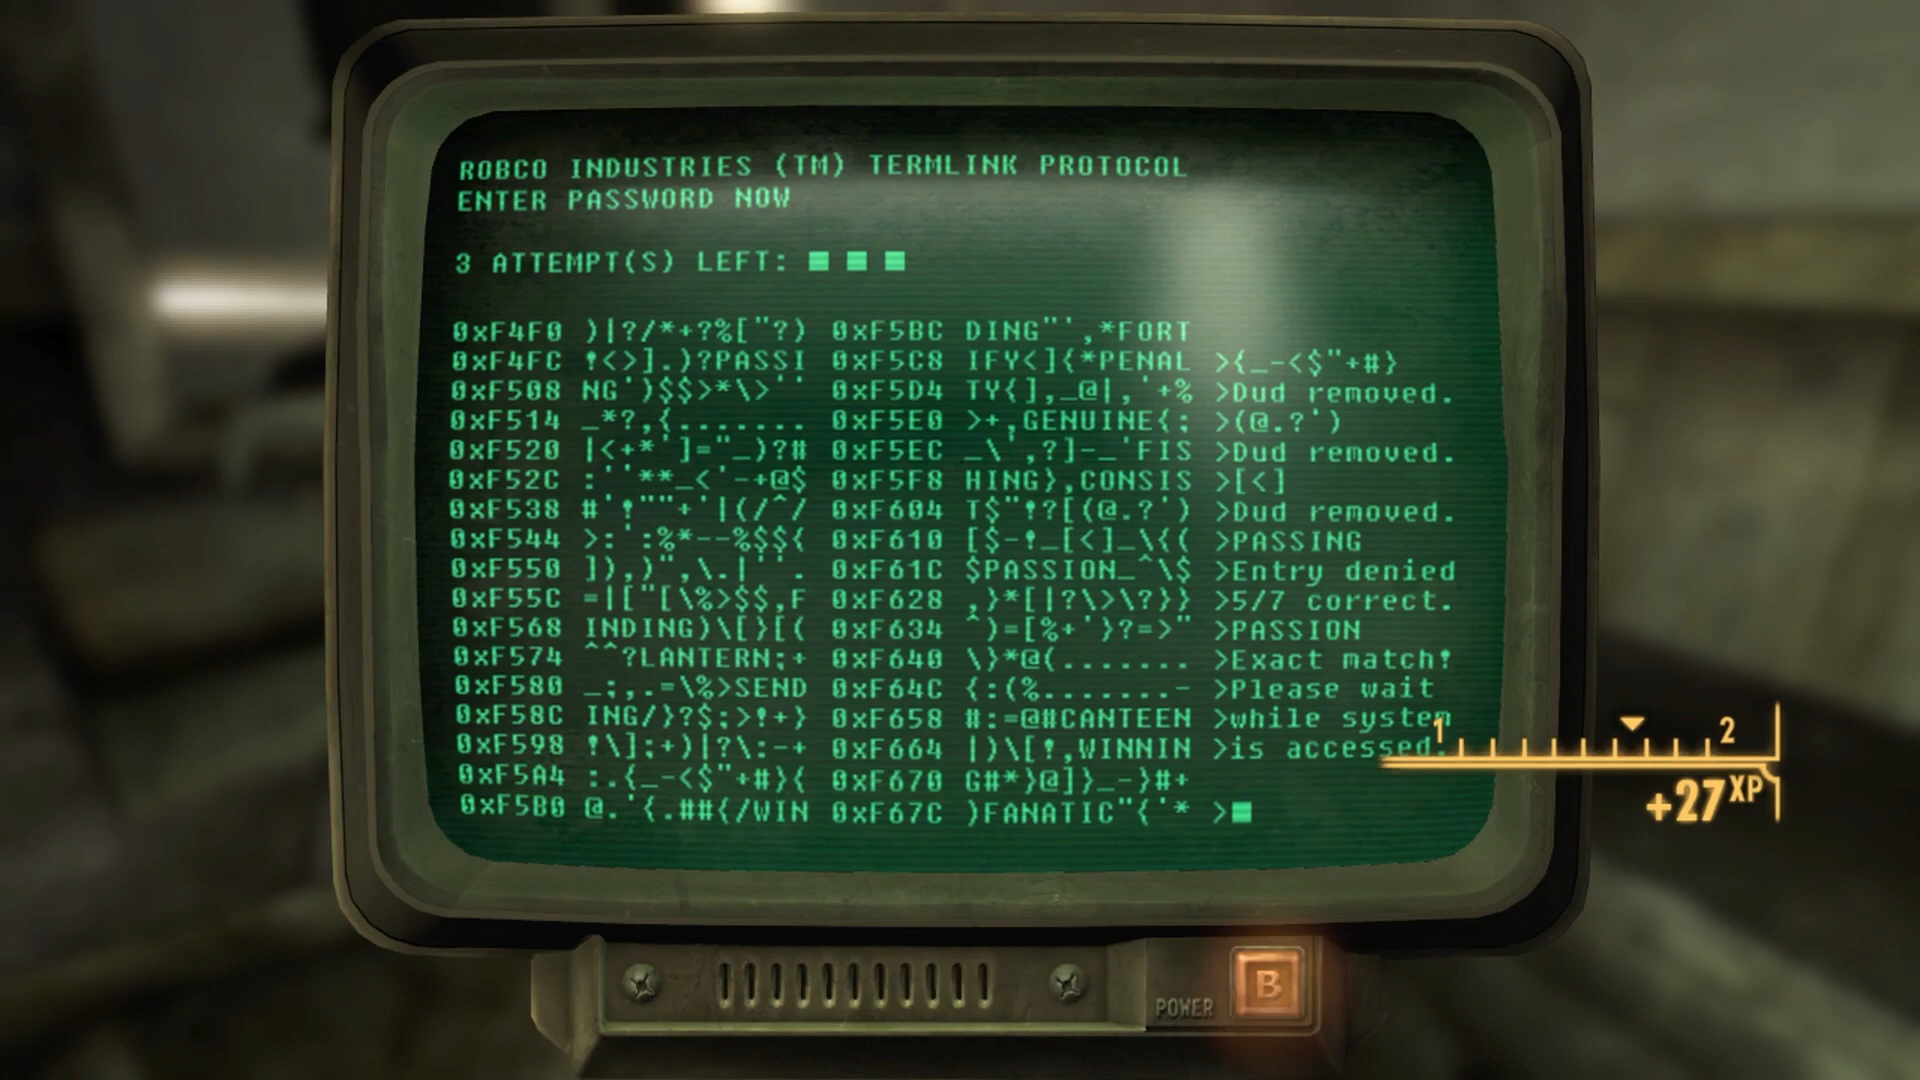 ROBCO INDUSTRIES (TM) TERMLINK PROTOCOL
ENTER PASSWORD NOW
3 ATTEMPT(S) LEFT: ■ ■ ■
0xF4F0 )|?/*+?%["?) 0xF5BC DING"',*FORT
0xF4FC !<>].)?PASSI 0xF5C8 IFY<]{*PENAL >{_-<$"+#}
0xF508 NG')$$>*\>'' 0xF5D4 TY{],_@|,'+% >Dud removed.
0xF514 _*?,{....... 0xF5E0 >+,GENUINE{; >(@.?')
0xF520 |<+*']="_)?# 0xF5EC _\',?]-_'FIS >Dud removed.
0xF52C :''**_<'-+@$ 0xF5F8 HING},CONSIS >[<]
0xF538 #'!""+'|(/^/ 0xF604 T$"!?[(@.?') >Dud removed.
0xF544 >:':%*--%$${ 0xF610 [$-!_[<]_\{( >PASSING
0xF550 ]),)",\.|''. 0xF61C $PASSION_^\$ >Entry denied
0xF55C =|["[\%>$$,F 0xF628 ,}*[|?\>\?}} >5/7 correct.
0xF568 INDING)\[}[( 0xF634 ^)=[%+'}?=>" >PASSION
0xF574 ^^?LANTERN;+ 0xF640 \}*@(....... >Exact match!
0xF580 _;,.=\%>SEND 0xF64C {:(%.......- >Please wait
0xF58C ING/}?$;>!+} 0xF658 #:=@#CANTEEN >while system
0xF598 !\];+)|?\:-+ 0xF664 |)\[!,WINNIN >is accessed.
0xF5A4 :.{_-<$"+#}{ 0xF670 G#*}@]}_-}#+
0xF5B0 @.'{.##{/WIN 0xF67C )FANATIC"{'* >■
1 2
+27XP
POWER
B